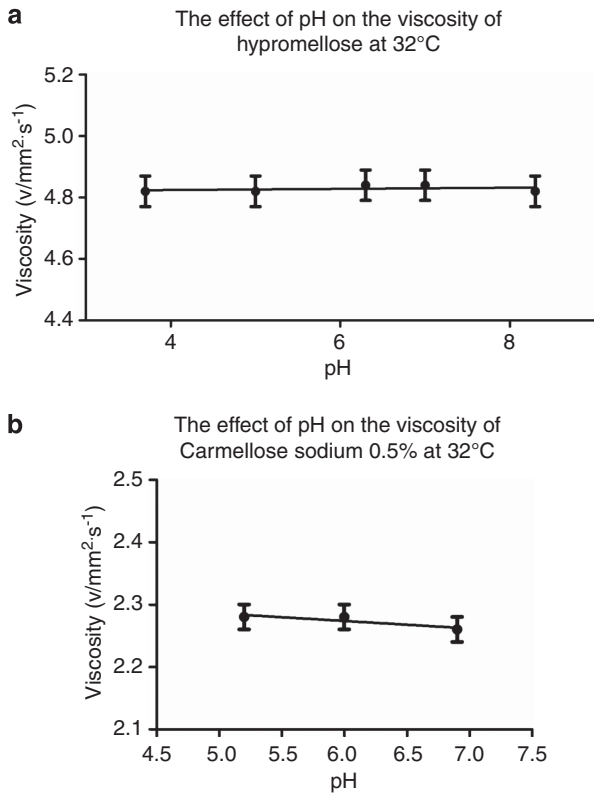 a
The effect of pH on the viscosity of
hypromellose at 32°C
Viscosity (v/mm²·s⁻¹)
5.2
5.0
4.8
4.6
4.4
4
6
8
pH
b
The effect of pH on the viscosity of
Carmellose sodium 0.5% at 32°C
Viscosity (v/mm²·s⁻¹)
2.5
2.4
2.3
2.2
2.1
4.5
5.0
5.5
6.0
6.5
7.0
7.5
pH